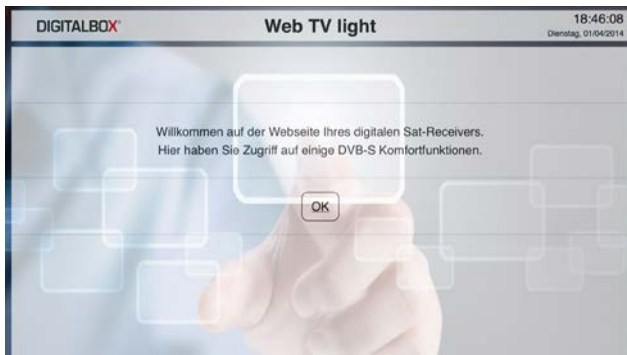 DIGITALBOX
Web TV light
18:46:08
Dienstag, 01/04/2014
Willkommen auf der Webseite Ihres digitalen Sat-Receivers.
Hier haben Sie Zugriff auf einige DVB-S Komfortfunktionen.
OK